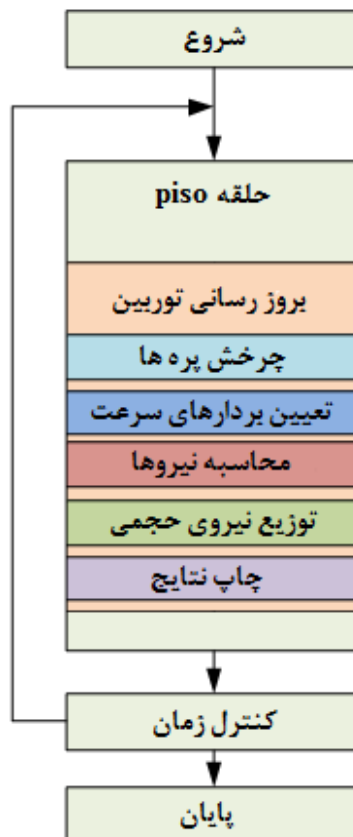 شروع
حلقه piso
بروز رسانی توربین
چرخش پره ها
تعیین بردارهای سرعت
محاسبه نیروها
توزیع نیروی حجمی
چاپ نتایج
کنترل زمان
پایان